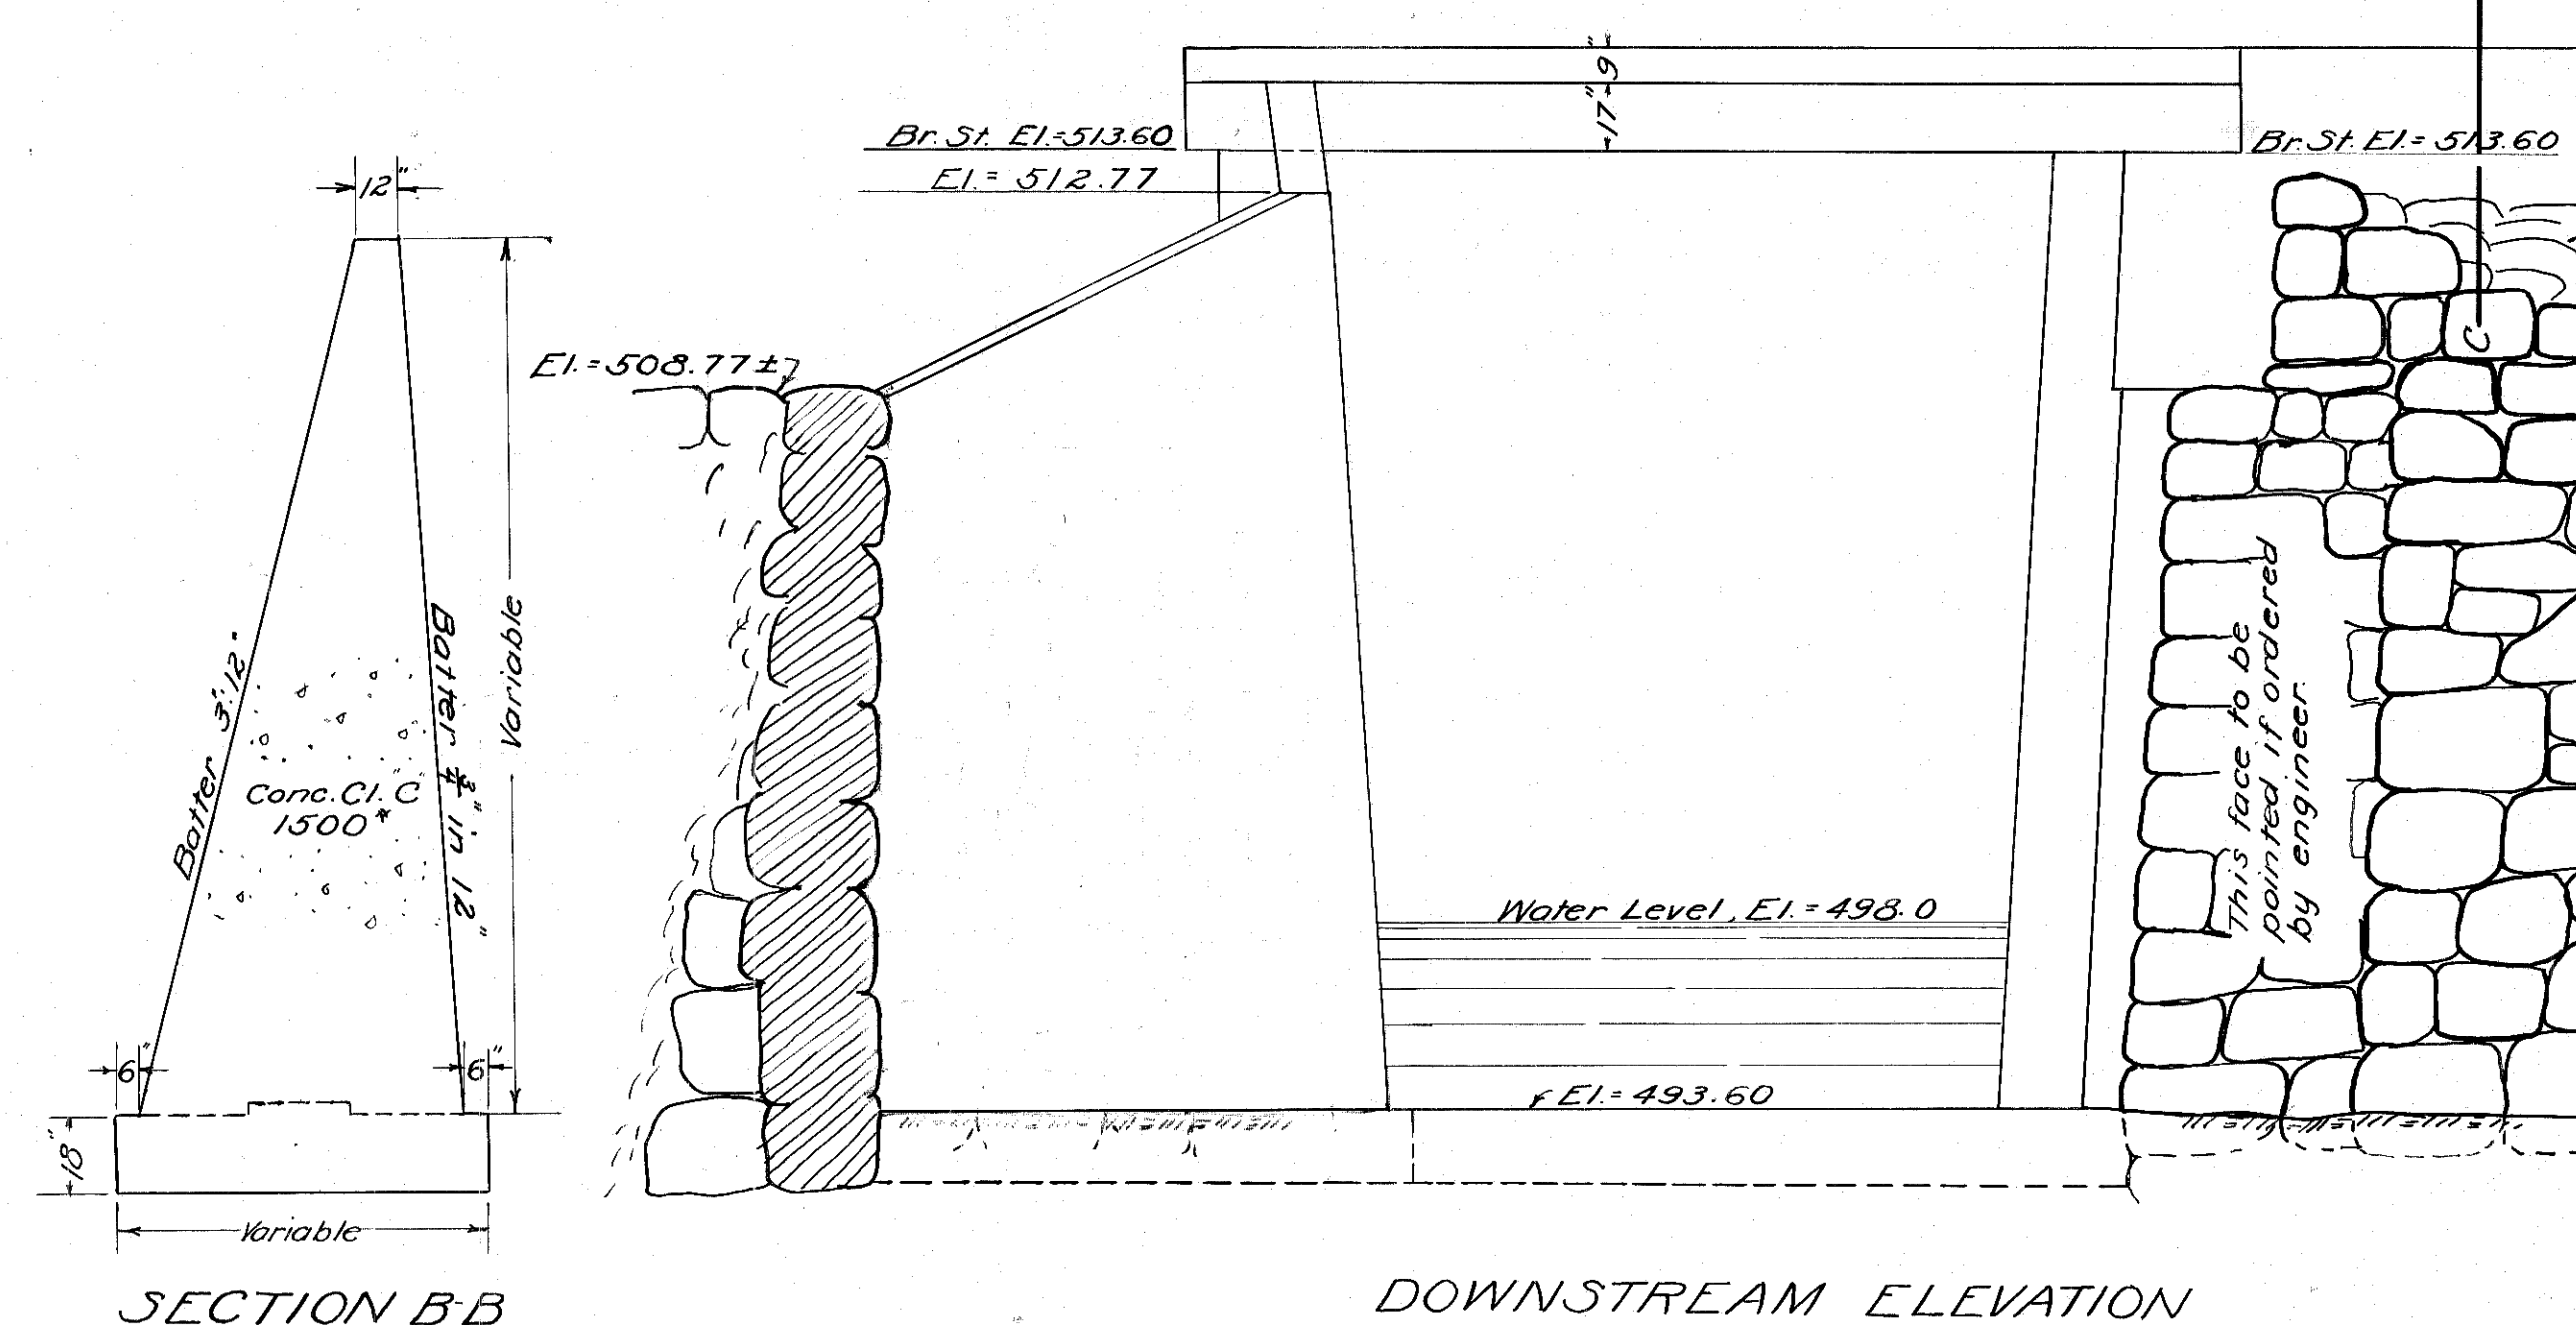 12"
Batter 3":12"
Batter 3/4" in 12"
Variable
Conc. Cl. C
1500#
6"
6"
18"
Variable
SECTION B-B
9"
17"
Br. St. El.=513.60
El.= 512.77
El.=508.77±
Br. St. El.= 513.60
C
This face to be
pointed if ordered
by engineer.
Water Level, El.=498.0
El.=493.60
DOWNSTREAM ELEVATION